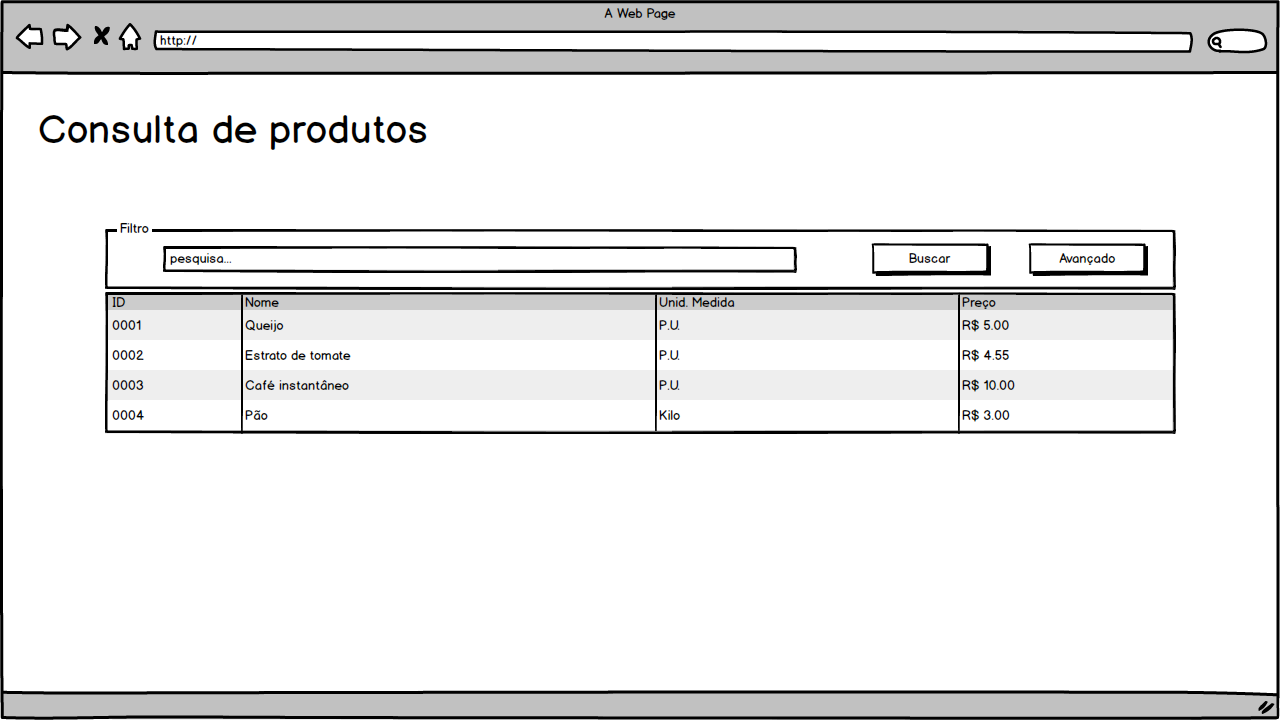 A Web Page
http://
Consulta de produtos
Filtro
pesquisa...
Buscar
Avançado
ID Nome Unid. Medida Preço
0001 Queijo P.U. R$ 5.00
0002 Estrato de tomate P.U. R$ 4.55
0003 Café instantâneo P.U. R$ 10.00
0004 Pão Kilo R$ 3.00